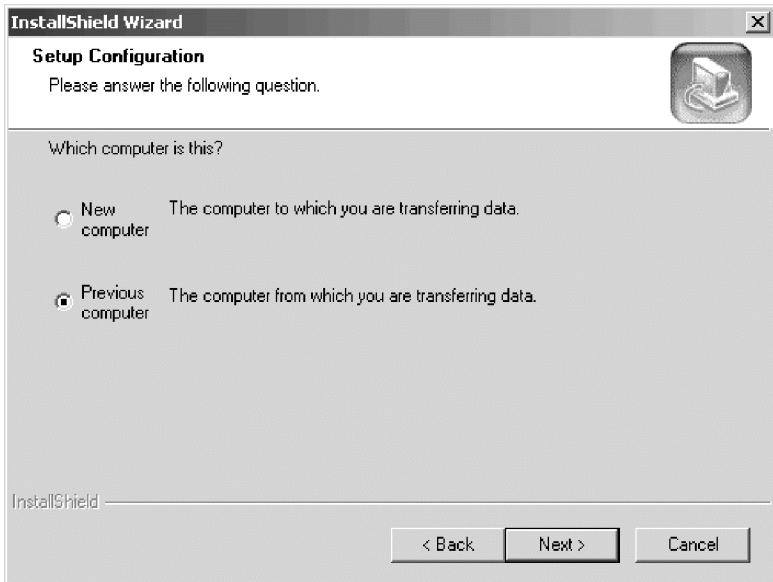 InstallShield Wizard
Setup Configuration
Please answer the following question.
Which computer is this?
New computer
The computer to which you are transferring data.
Previous computer
The computer from which you are transferring data.
InstallShield
< Back
Next >
Cancel